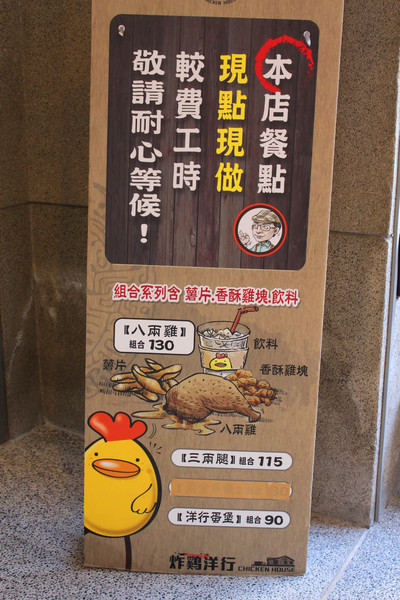 CHICKEN HOUSE
本店餐點
現點現做
較費工時
敬請耐心等候！
組合系列含 薯片.香酥雞塊.飲料
【八兩雞】
組合 130
飲料
薯片
香酥雞塊
八兩雞
【三兩腿】組合 115
【洋行蛋堡】組合 90
炸鷄洋行
CHICKEN HOUSE